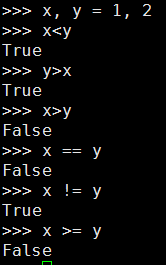 >>> x, y = 1, 2
>>> x<y
True
>>> y>x
True
>>> x>y
False
>>> x == y
False
>>> x != y
True
>>> x >= y
False